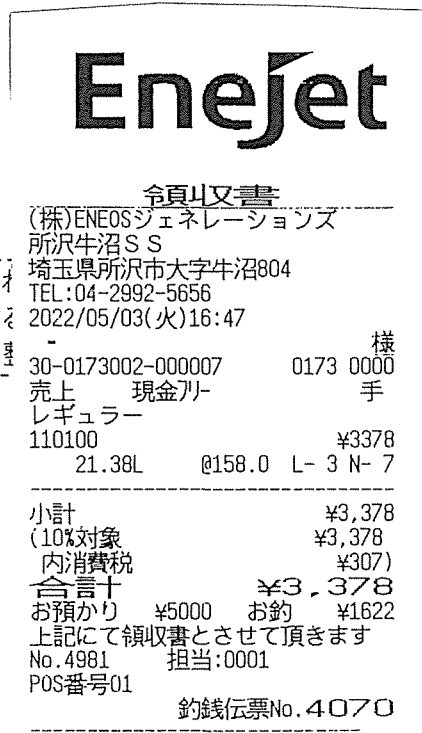 Enejet
領収書
(株)ENEOSジェネレーションズ
所沢牛沼SS
埼玉県所沢市大字牛沼804
TEL:04-2992-5656
2022/05/03(火)16:47
- 様
30-0173002-000007 0173 0000
売上 現金フリー 手
レギュラー
110100 ¥3378
21.38L @158.0 L- 3 N- 7
小計 ¥3,378
(10%対象 ¥3,378
内消費税 ¥307)
合計 ¥3,378
お預かり ¥5000 お釣 ¥1622
上記にて領収書とさせて頂きます
No.4981 担当:0001
POS番号01
釣銭伝票No.4070